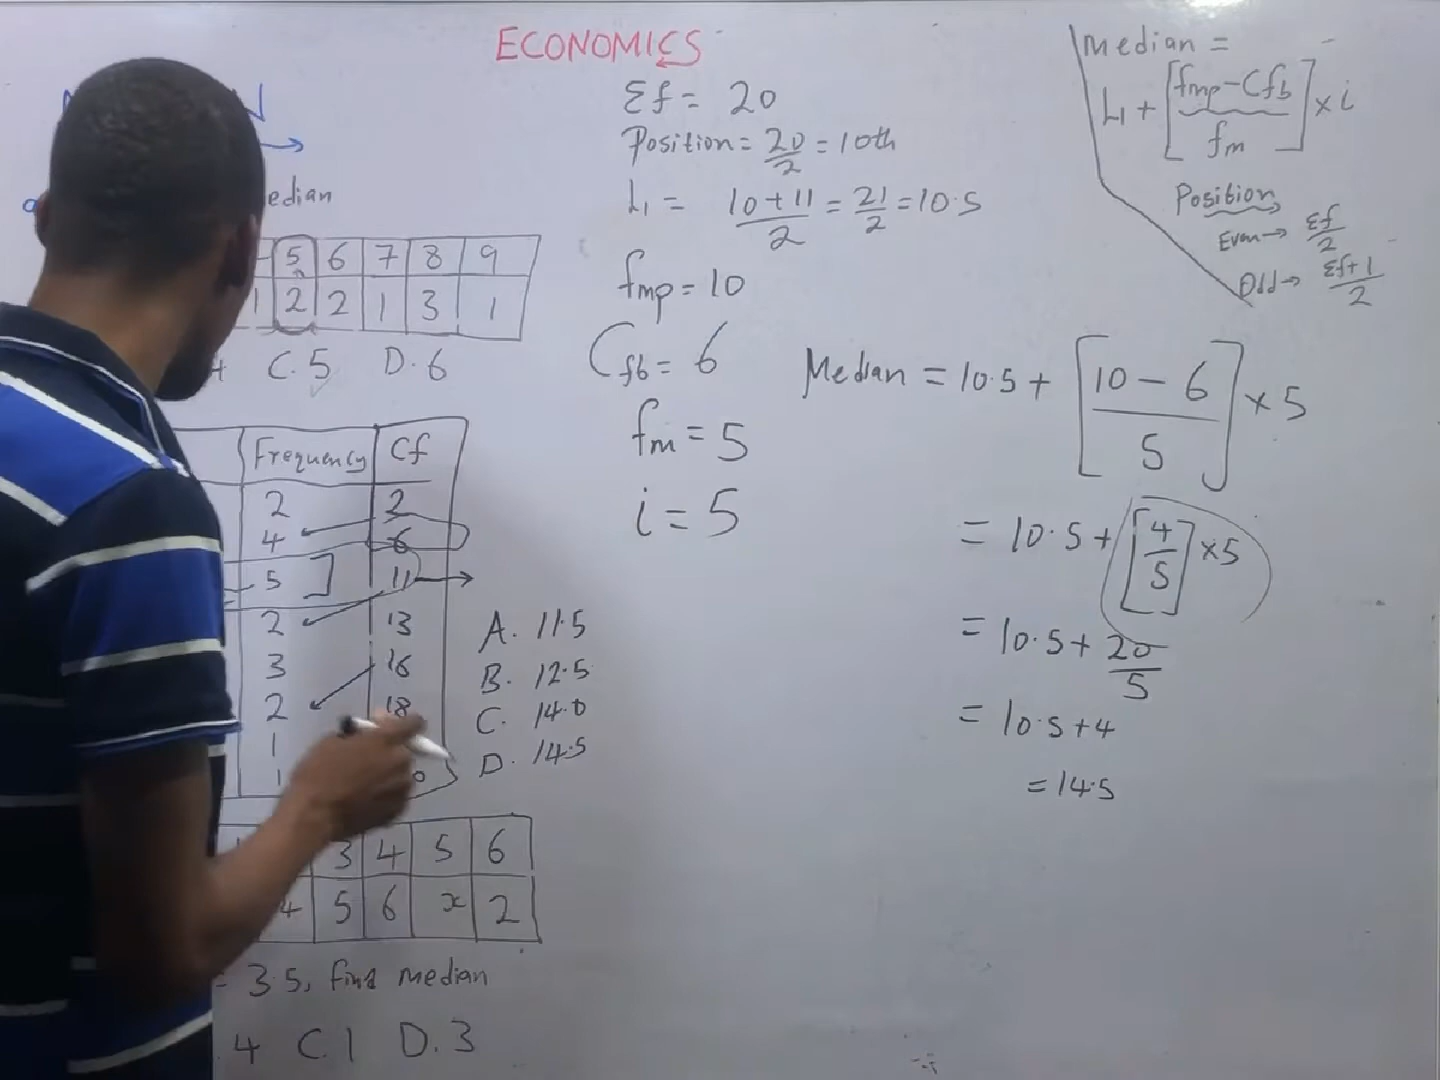 ECONOMICS
edian
5 6 7 8 9
1 2 2 1 3 1
4 C. 5 D. 6
Frequency Cf
2 2
4 6
5 11
2 13
3 16
2 18
1
1 0
A. 11.5
B. 12.5
C. 14.0
D. 14.5
3 4 5 6
4 5 6 x 2
- 3.5, find median
.4 C. 1 D. 3
Σf = 20
Position = 20/2 = 10th
L1 = 10 + 11/2 = 21/2 = 10.5
fmp = 10
Cfb = 6
fm = 5
i = 5
Median =
L1 + [fmp - Cfb/fm] × i
Position
Even → Σf/2
Odd → Σf+1/2
Median = 10.5 + [10 - 6/5] × 5
= 10.5 + [4/5] × 5
= 10.5 + 20/5
= 10.5 + 4
= 14.5